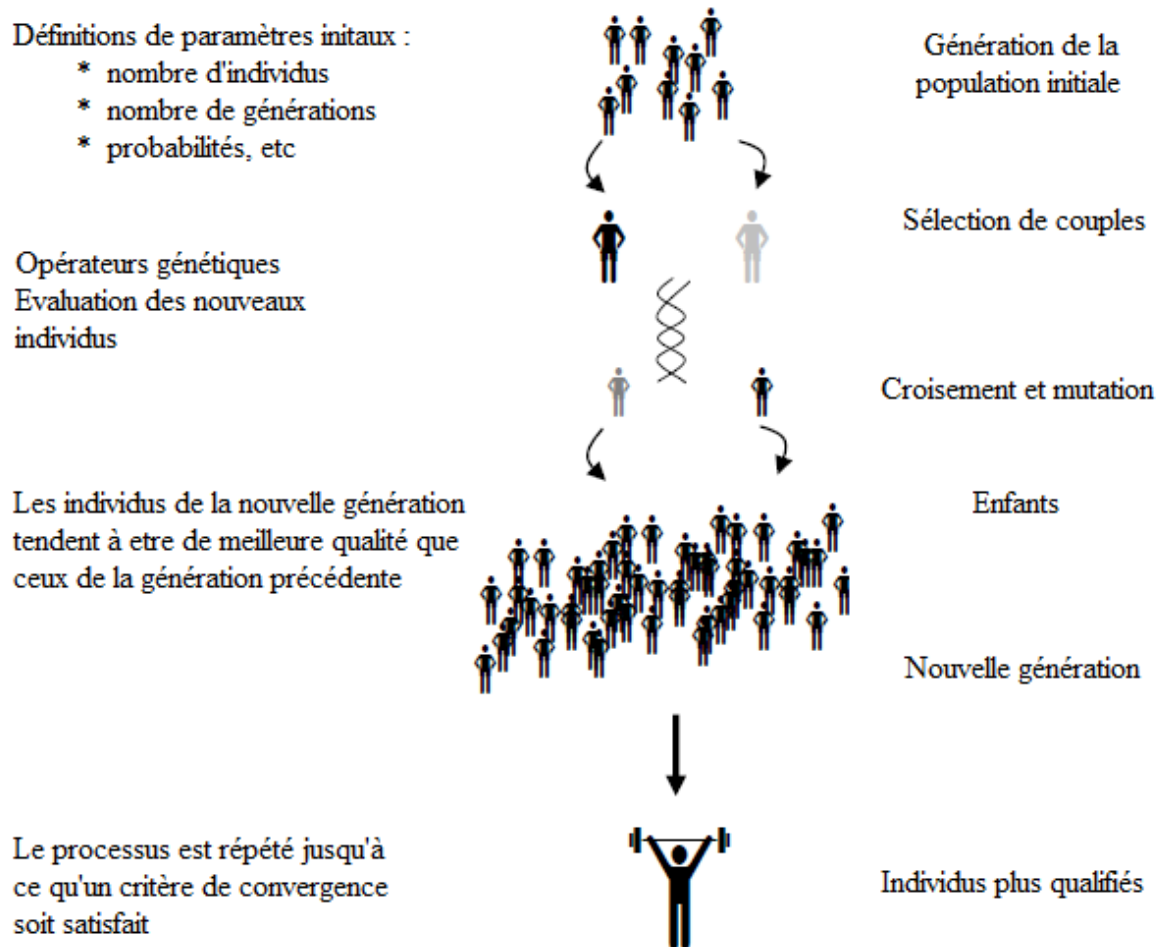 Définitions de paramètres initaux :
* nombre d'individus
* nombre de générations
* probabilités, etc
Génération de la
population initiale
Sélection de couples
Opérateurs génétiques
Evaluation des nouveaux
individus
Croisement et mutation
Les individus de la nouvelle génération
tendent à etre de meilleure qualité que
ceux de la génération précédente
Enfants
Nouvelle génération
Le processus est répété jusqu'à
ce qu'un critère de convergence
soit satisfait
Individus plus qualifiés